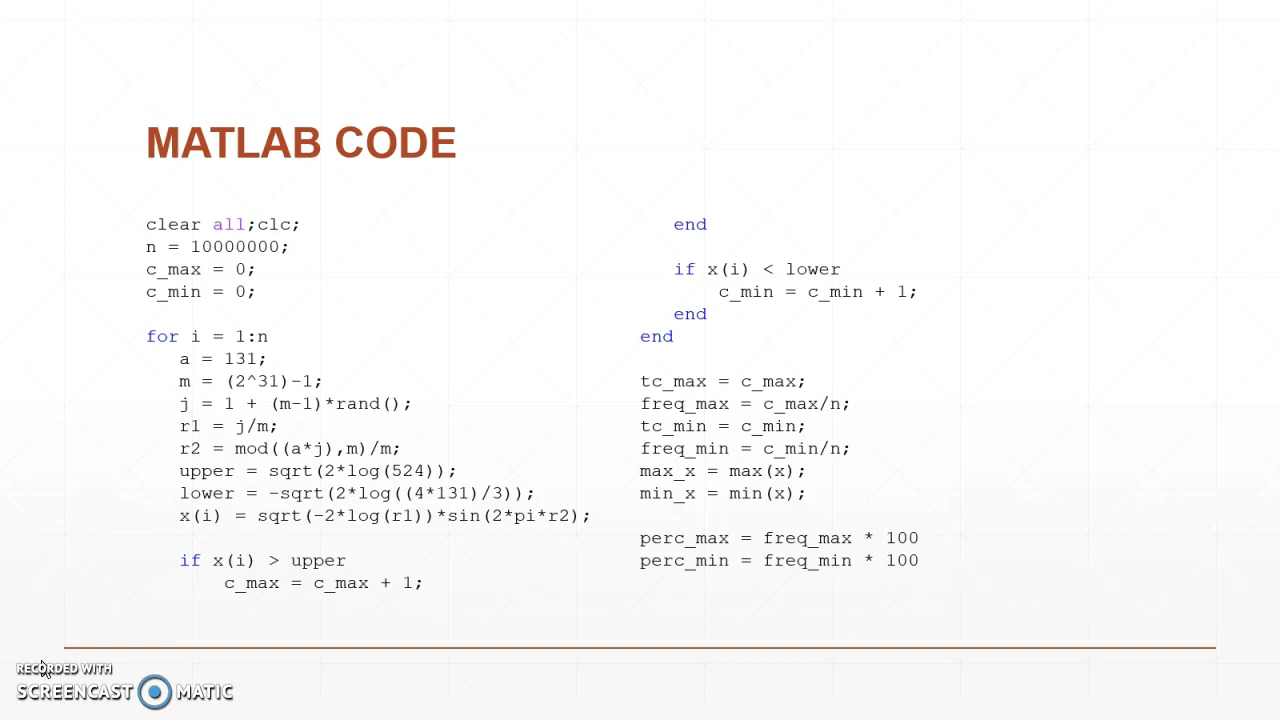 MATLAB CODE
clear all;clc;
n = 10000000;
c_max = 0;
c_min = 0;
for i = 1:n
a = 131;
m = (2^31)-1;
j = 1 + (m-1)*rand();
r1 = j/m;
r2 = mod((a*j),m)/m;
upper = sqrt(2*log(524));
lower = -sqrt(2*log((4*131)/3));
x(i) = sqrt(-2*log(r1))*sin(2*pi*r2);
if x(i) > upper
c_max = c_max + 1;
end
if x(i) < lower
c_min = c_min + 1;
end
end
tc_max = c_max;
freq_max = c_max/n;
tc_min = c_min;
freq_min = c_min/n;
max_x = max(x);
min_x = min(x);
perc_max = freq_max * 100
perc_min = freq_min * 100
RECORDED WITH
SCREENCAST MATIC